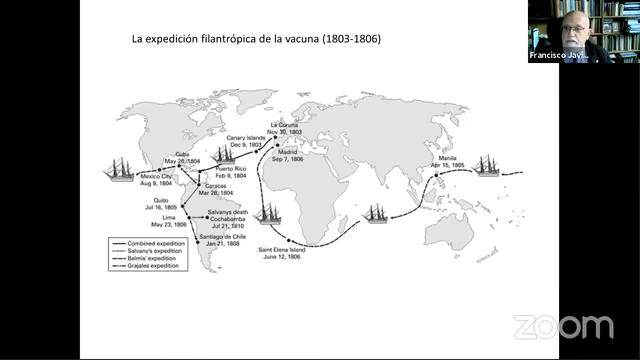 La expedición filantrópica de la vacuna (1803-1806)
Francisco Javi...
La Coruna
Nov 30, 1803
Canary Islands
Dec 9, 1803
Madrid
Sep 7, 1806
Cuba
May 26, 1804
Puerto Rico
Feb 9, 1804
Manila
Apr 15, 1805
Mexico City
Aug 9, 1804
Caracas
Mar 28, 1804
Quito
Jul 16, 1805
Salvanys death
Cochabamba
Jul 21, 1810
Lima
May 23, 1806
Santiago de Chile
Jan 21, 1808
Saint Elena Island
June 12, 1806
Combined expedition
Salvany's expedition
Balmis' expedition
Grajales expedition
zoom